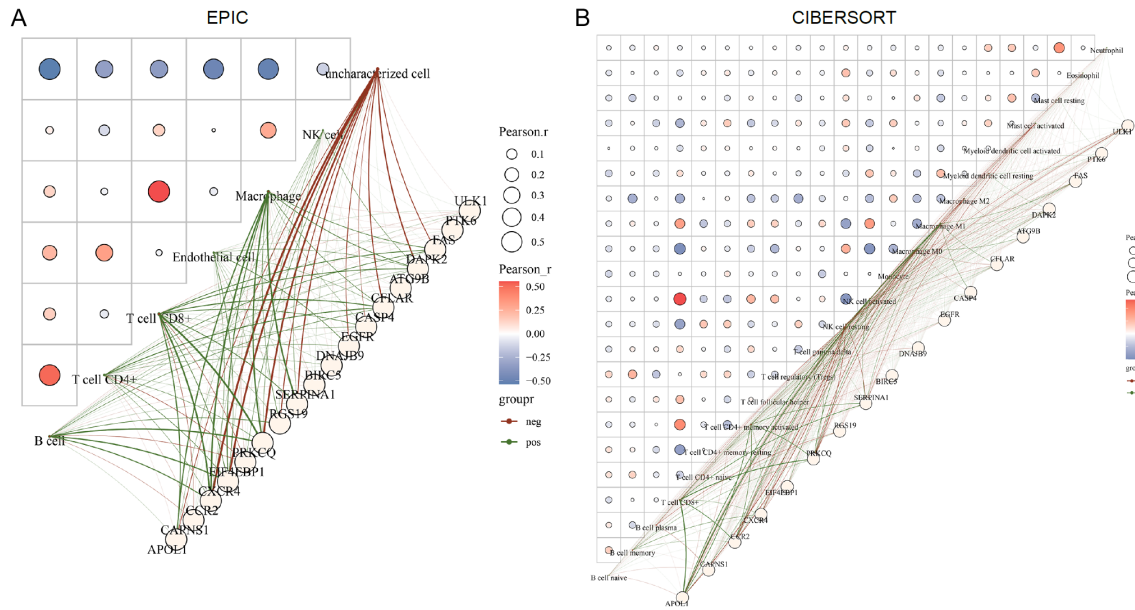 A
EPIC
uncharacterized cell
NK cell
Macrophage
Endothelial cell
T cell CD8+
T cell CD4+
B cell
ULK1
PTK6
FAS
DAPK2
ATG9B
CFLAR
CASP4
EGFR
DNAJB9
BIRC5
SERPINA1
RGS19
PRKCQ
EIF4EBP1
CXCR4
CCR2
CAPNS1
APOL1
Pearson.r
0.1
0.2
0.3
0.4
0.5
Pearson_r
0.50
0.25
0.00
−0.25
−0.50
groupr
neg
pos
B
CIBERSORT
Neutrophil
Eosinophil
Mast cell resting
Mast cell activated
Myeloid dendritic cell activated
Myeloid dendritic cell resting
Macrophage M2
Macrophage M1
Macrophage M0
Monocyte
NK cell activated
NK cell resting
T cell gamma delta
T cell regulatory (Tregs)
T cell follicular helper
T cell CD4+ memory activated
T cell CD4+ memory resting
T cell CD4+ naive
T cell CD8+
B cell plasma
B cell memory
B cell naive
ULK1
PTK6
FAS
DAPK2
ATG9B
CFLAR
CASP4
EGFR
DNAJB9
BIRC5
SERPINA1
RGS19
PRKCQ
EIF4EBP1
CXCR4
CCR2
CAPNS1
APOL1
Pea
Pear
group